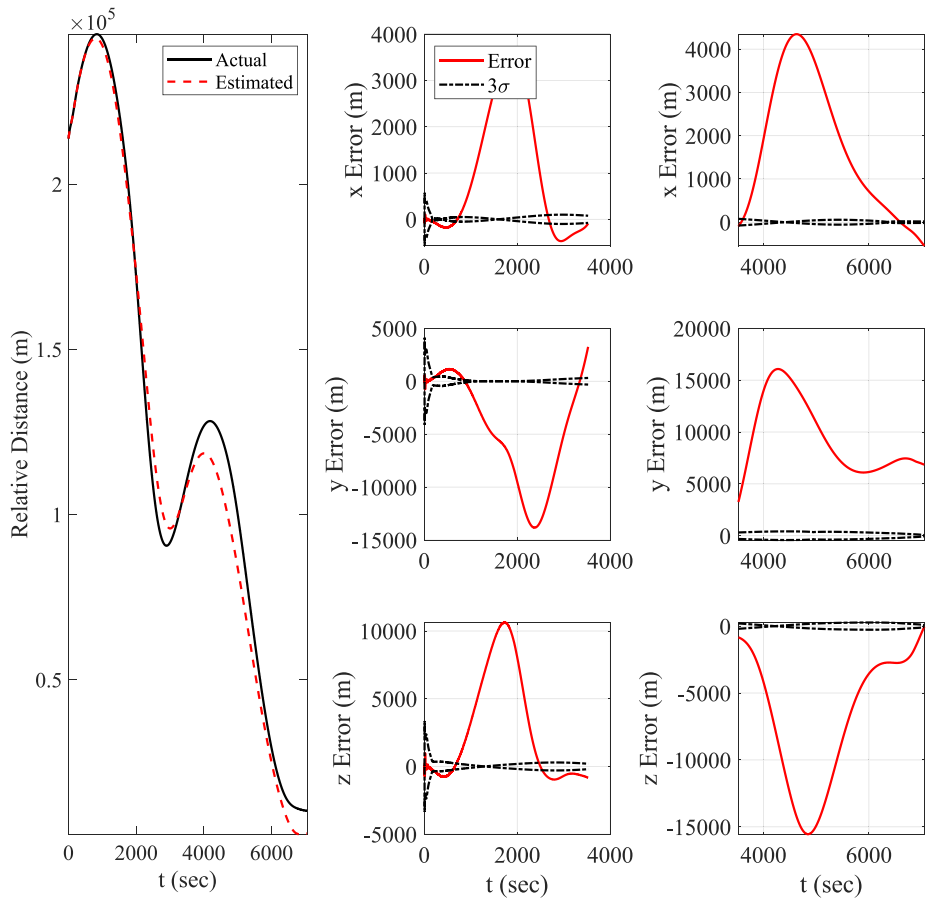 ×10⁵
Actual
Estimated
2
1.5
1
0.5
Relative Distance (m)
0 2000 4000 6000
t (sec)
Error
3σ
4000
3000
2000
1000
0
x Error (m)
0 2000 4000
4000
3000
2000
1000
0
x Error (m)
4000 6000
5000
0
-5000
-10000
-15000
y Error (m)
0 2000 4000
20000
15000
10000
5000
0
y Error (m)
4000 6000
10000
5000
0
-5000
z Error (m)
0 2000 4000
t (sec)
0
-5000
-10000
-15000
z Error (m)
4000 6000
t (sec)